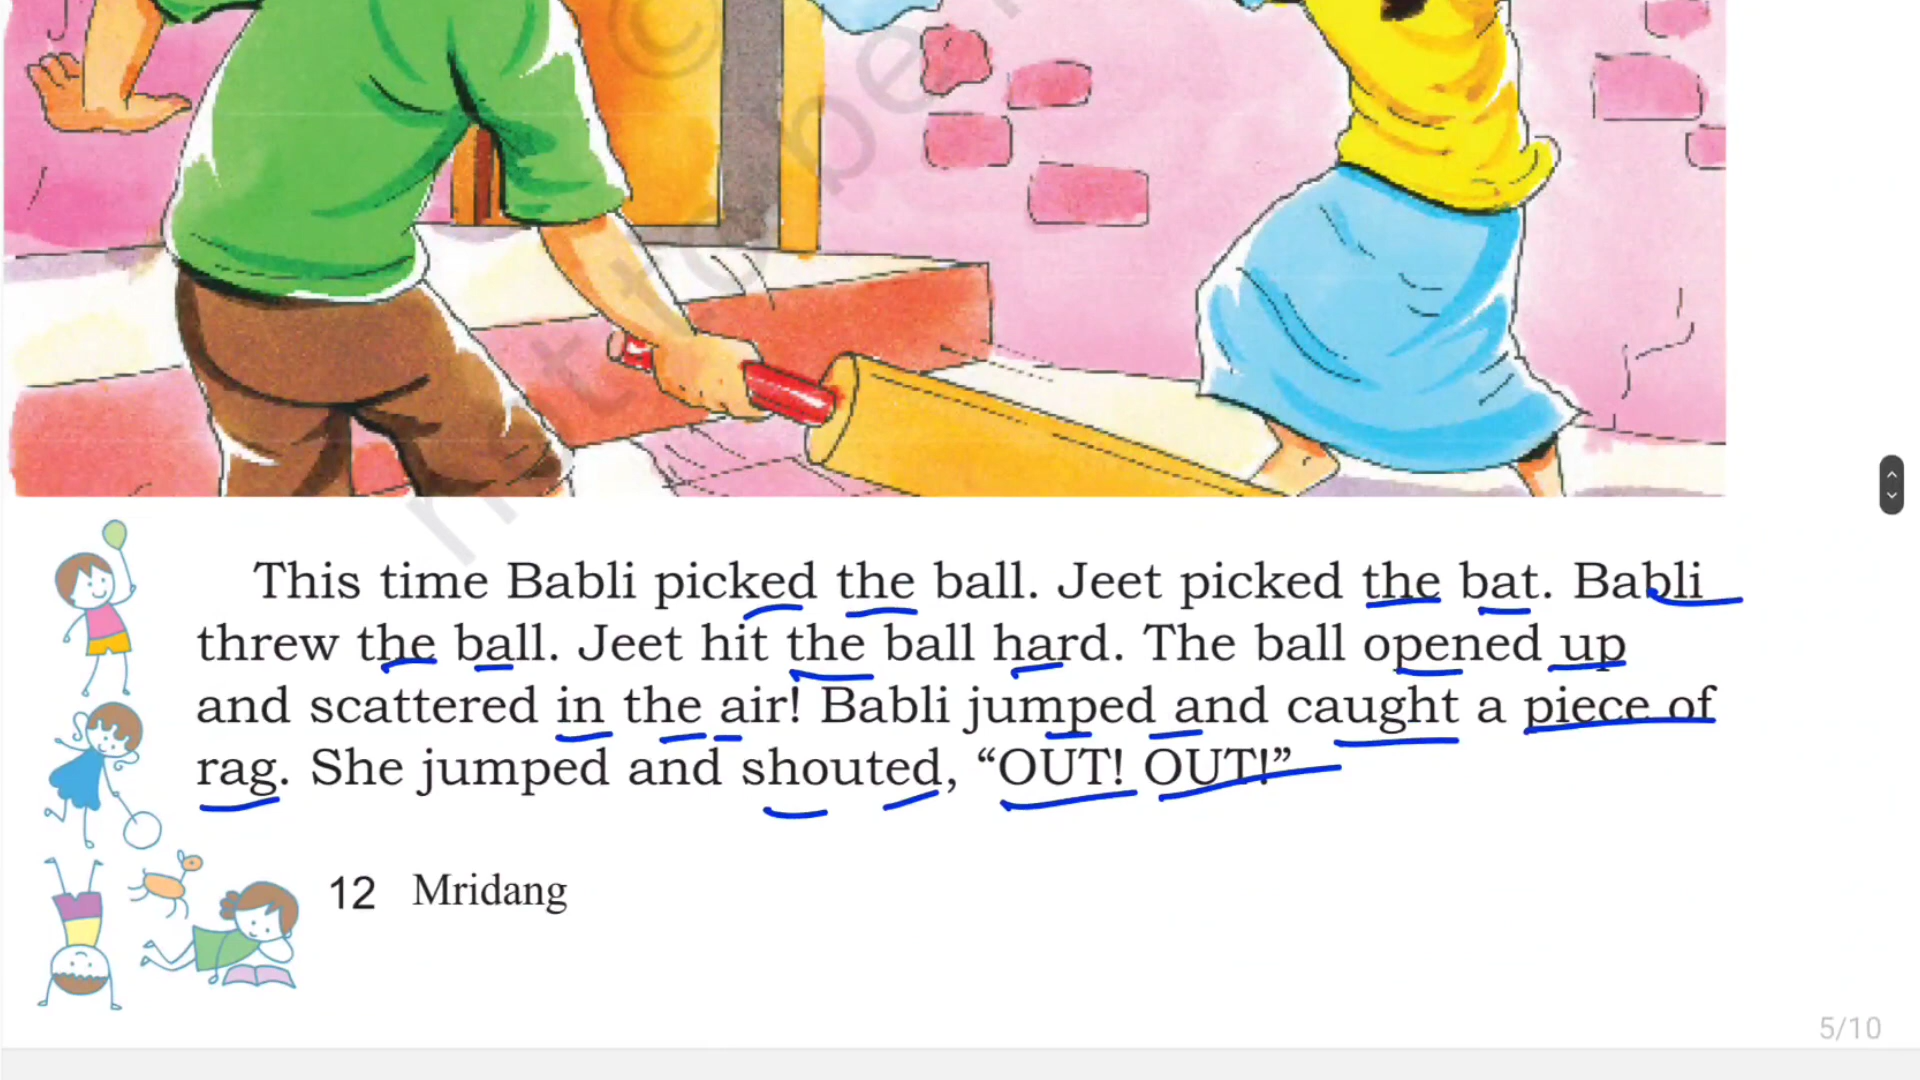 This time Babli picked the ball. Jeet picked the bat. Babli
threw the ball. Jeet hit the ball hard. The ball opened up
and scattered in the air! Babli jumped and caught a piece of
rag. She jumped and shouted, “OUT! OUT!”
12 Mridang
5/10